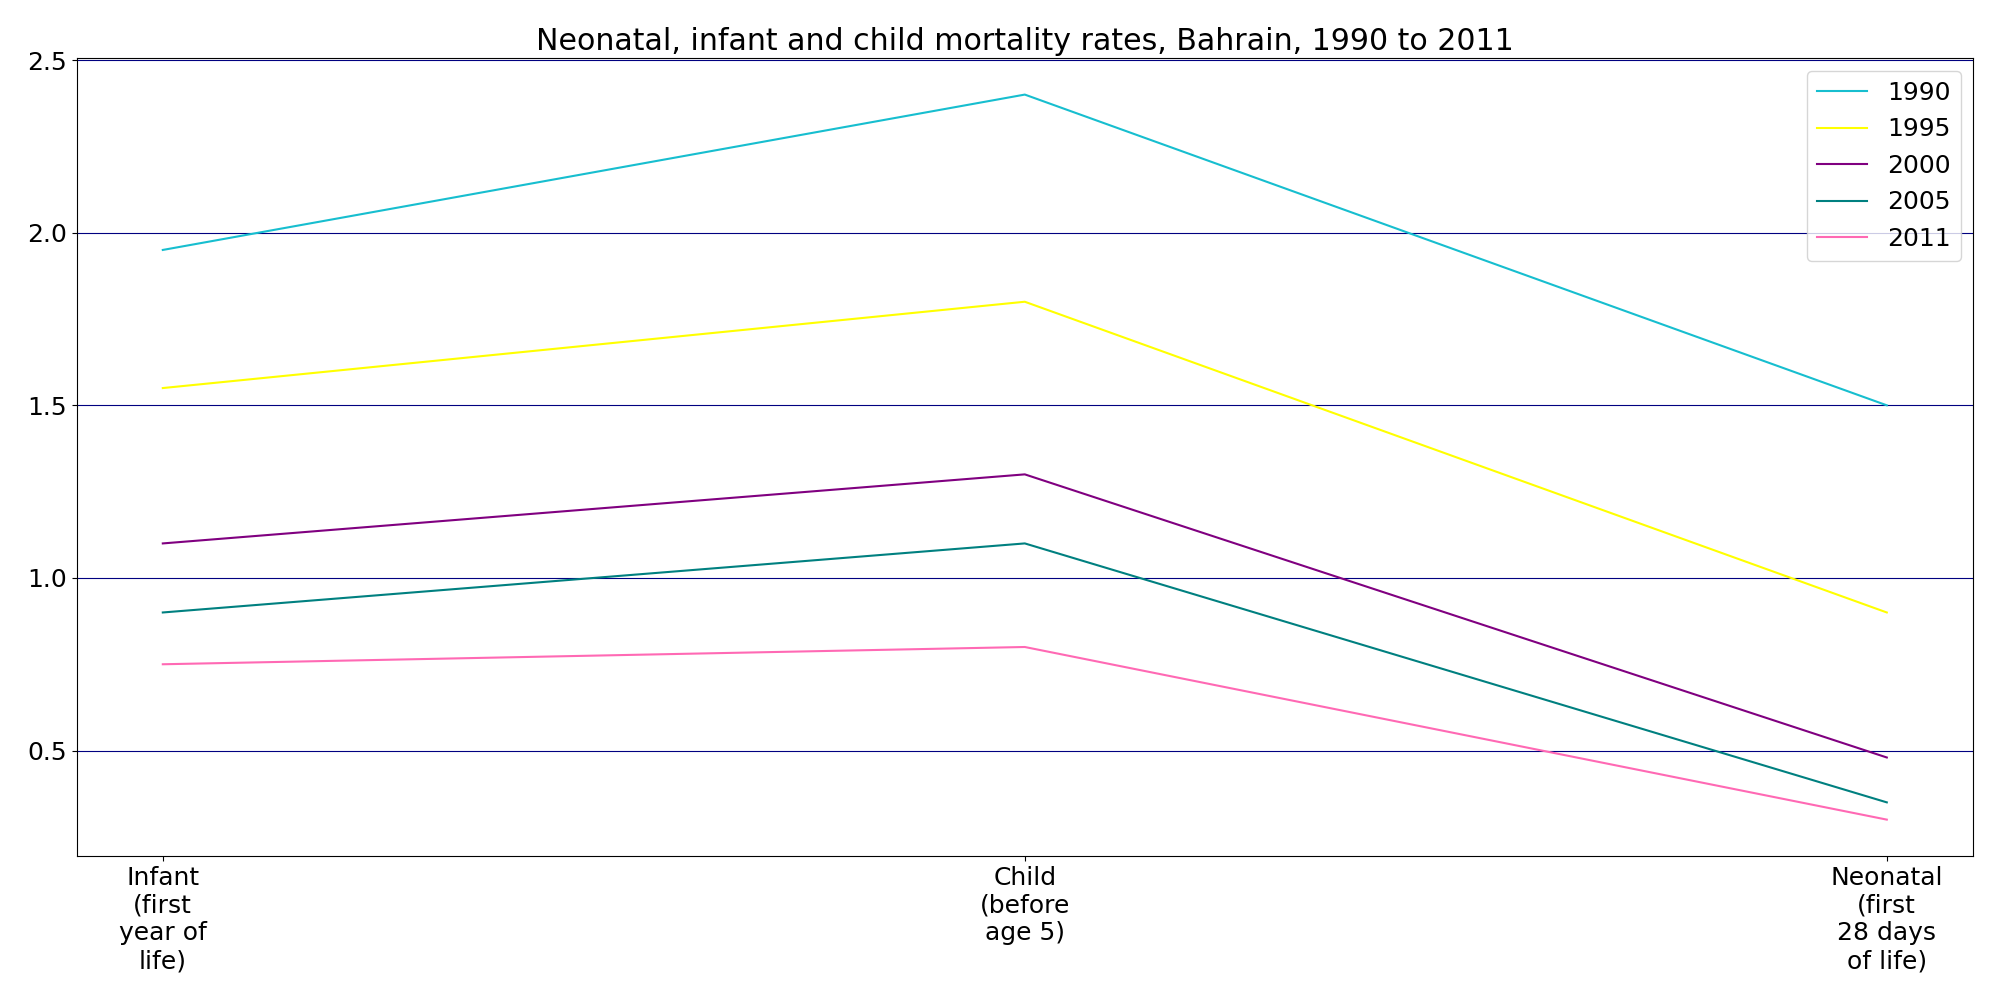 Neonatal, infant and child mortality rates, Bahrain, 1990 to 2011
2.5
2.0
1.5
1.0
0.5
1990
1995
2000
2005
2011
Infant
(first
year of
life)
Child
(before
age 5)
Neonatal
(first
28 days
of life)